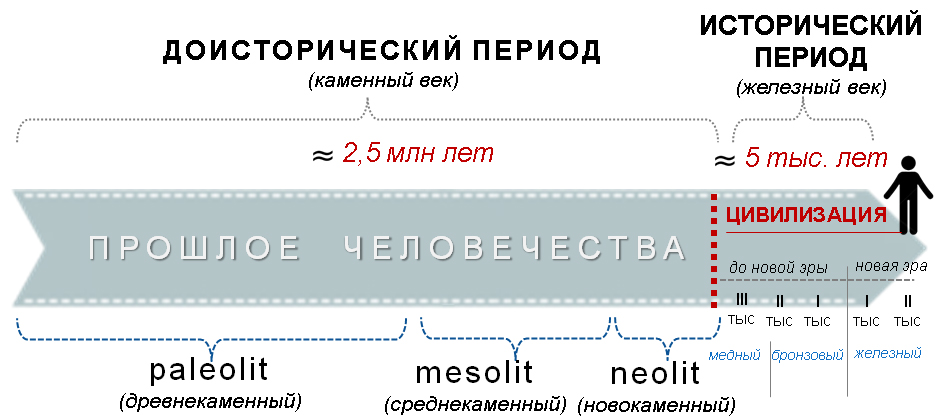 ДОИСТОРИЧЕСКИЙ ПЕРИОД
(каменный век)
ИСТОРИЧЕСКИЙ
ПЕРИОД
(железный век)
≈ 2,5 млн лет
≈ 5 тыс. лет
ПРОШЛОЕ ЧЕЛОВЕЧЕСТВА
ЦИВИЛИЗАЦИЯ
до новой зры
новая зра
III тыс
II тыс
I тыс
I тыс
II тыс
медный
бронзовый
железный
paleolit
(древнекаменный)
mesolit
(среднекаменный)
neolit
(новокаменный)